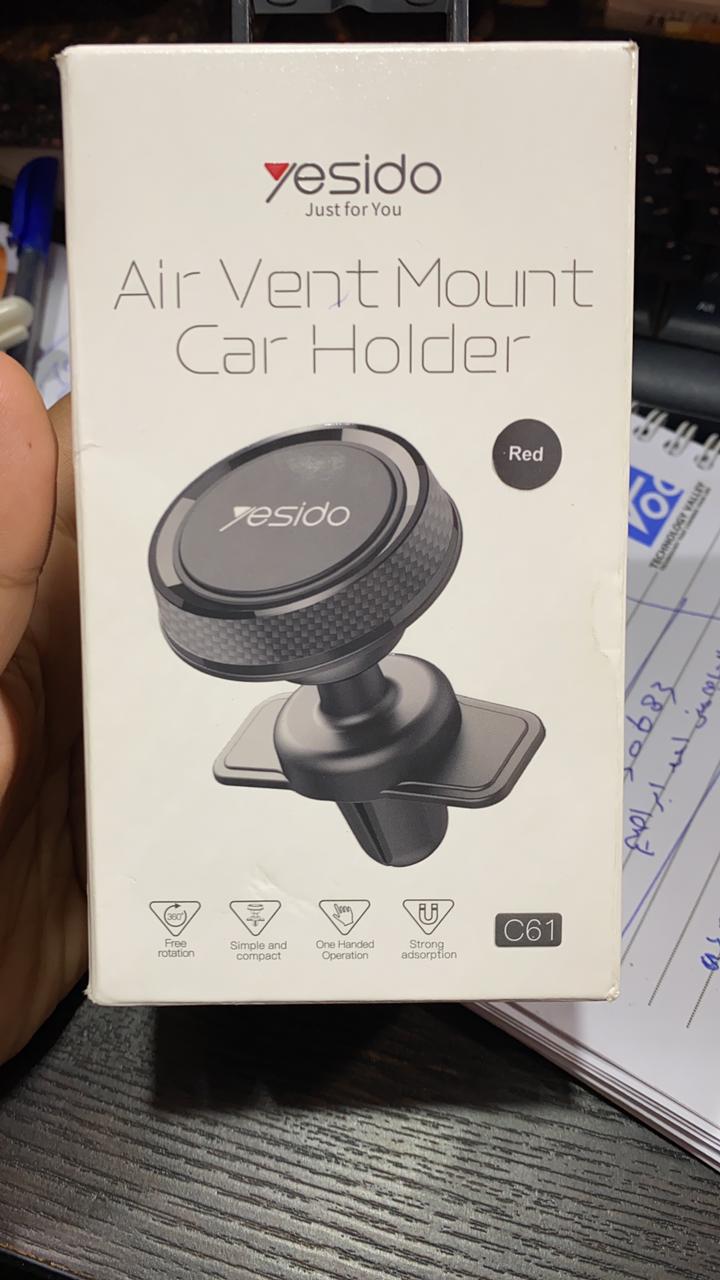 yesido
Just for You
Air Vent Mount
Car Holder
Red
yesido
360°
Free
rotation
Simple and
compact
One Handed
Operation
Strong
adsorption
C61
TECHNOLOGY VALLEY
30683